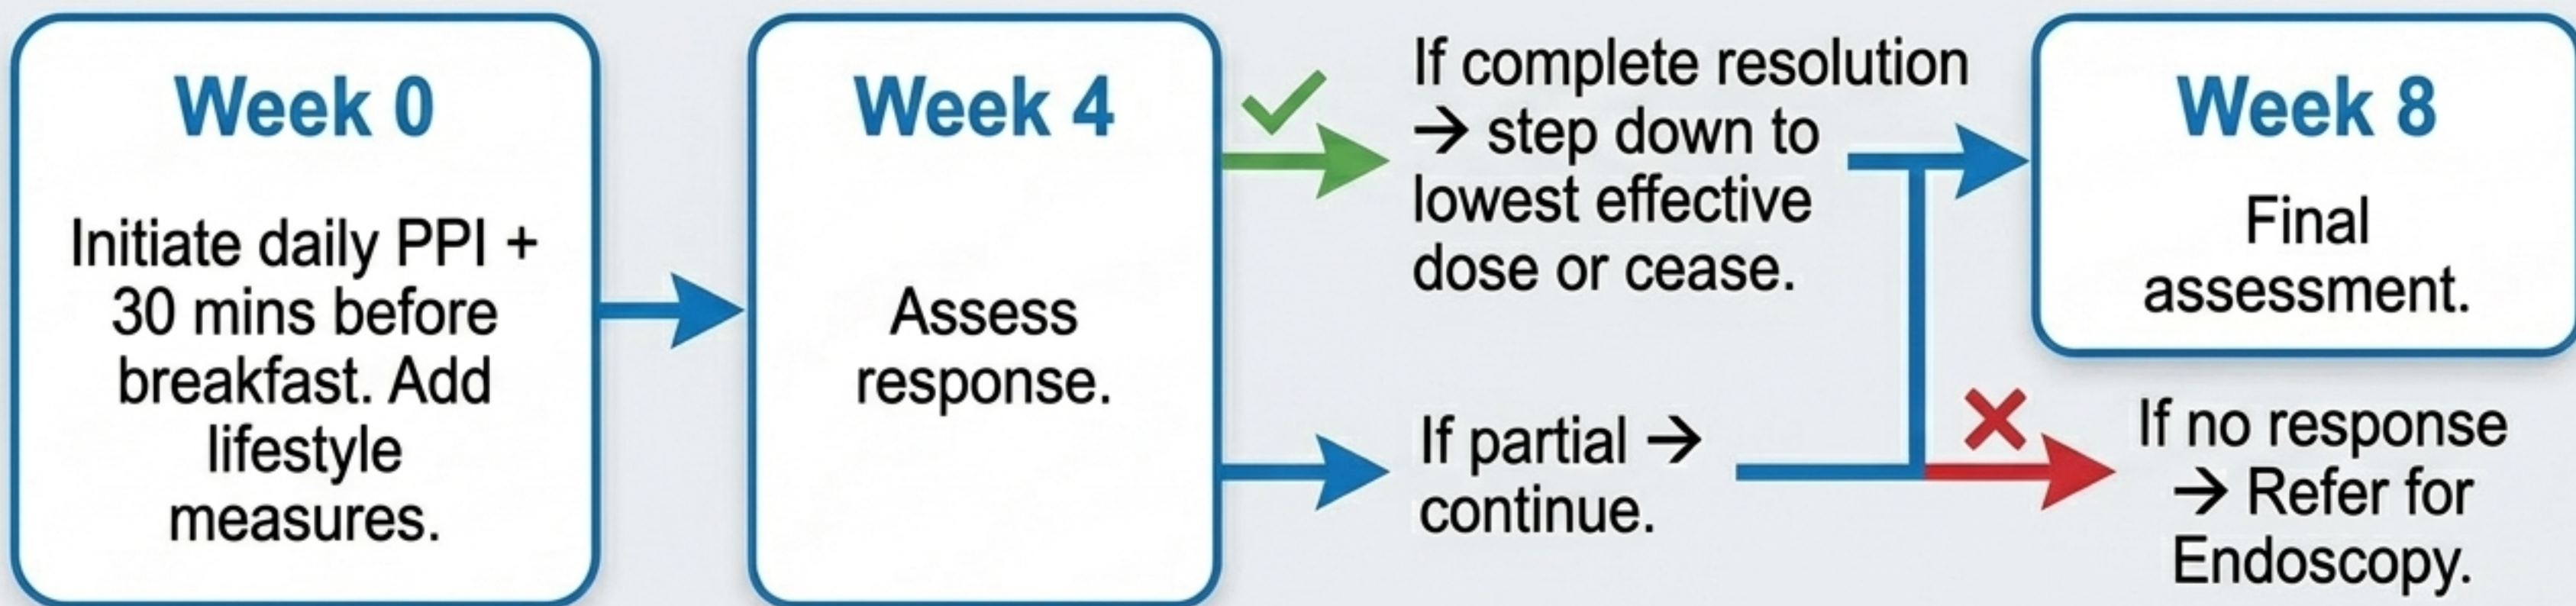 Week 0
Initiate daily PPI +
30 mins before
breakfast. Add
lifestyle
measures.
Week 4
Assess
response.
If complete resolution
→ step down to
lowest effective
dose or cease.
If partial →
continue.
Week 8
Final
assessment.
If no response
→ Refer for
Endoscopy.